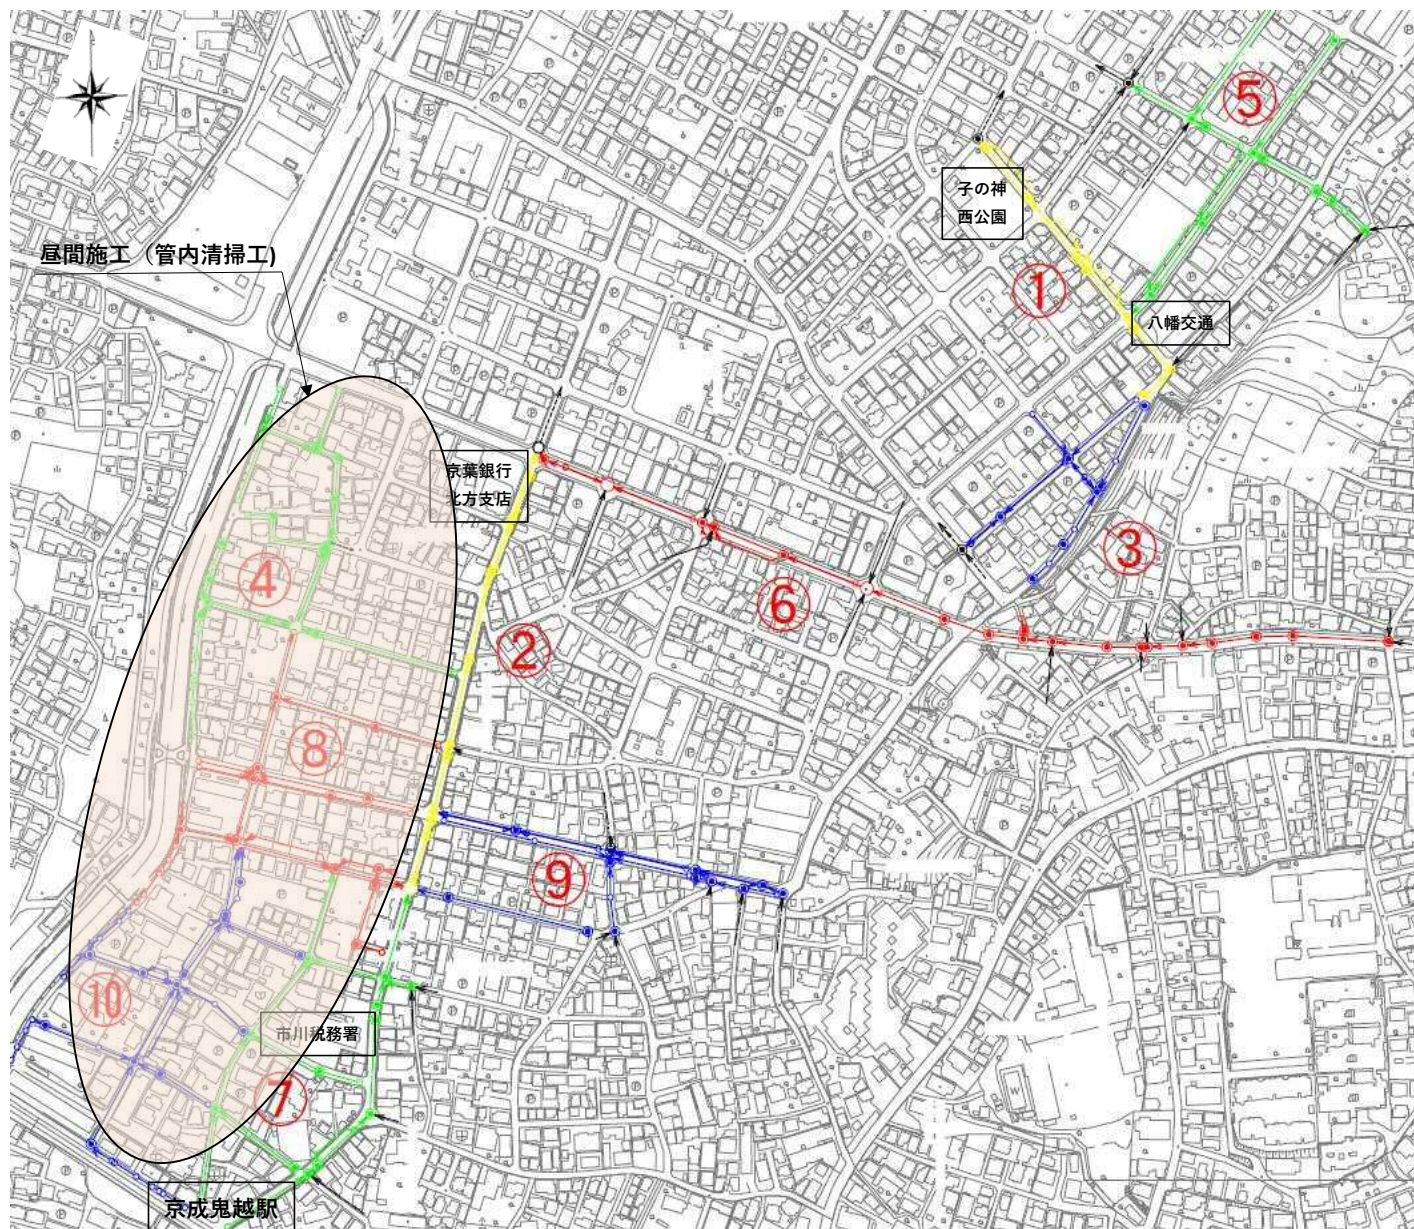 ⑤
子の神
西公園
昼間施工（管内清掃工)
①
八幡交通
京葉銀行
北方支店
③
④
⑥
②
⑧
⑨
⑩
市川税務署
⑦
京成鬼越駅